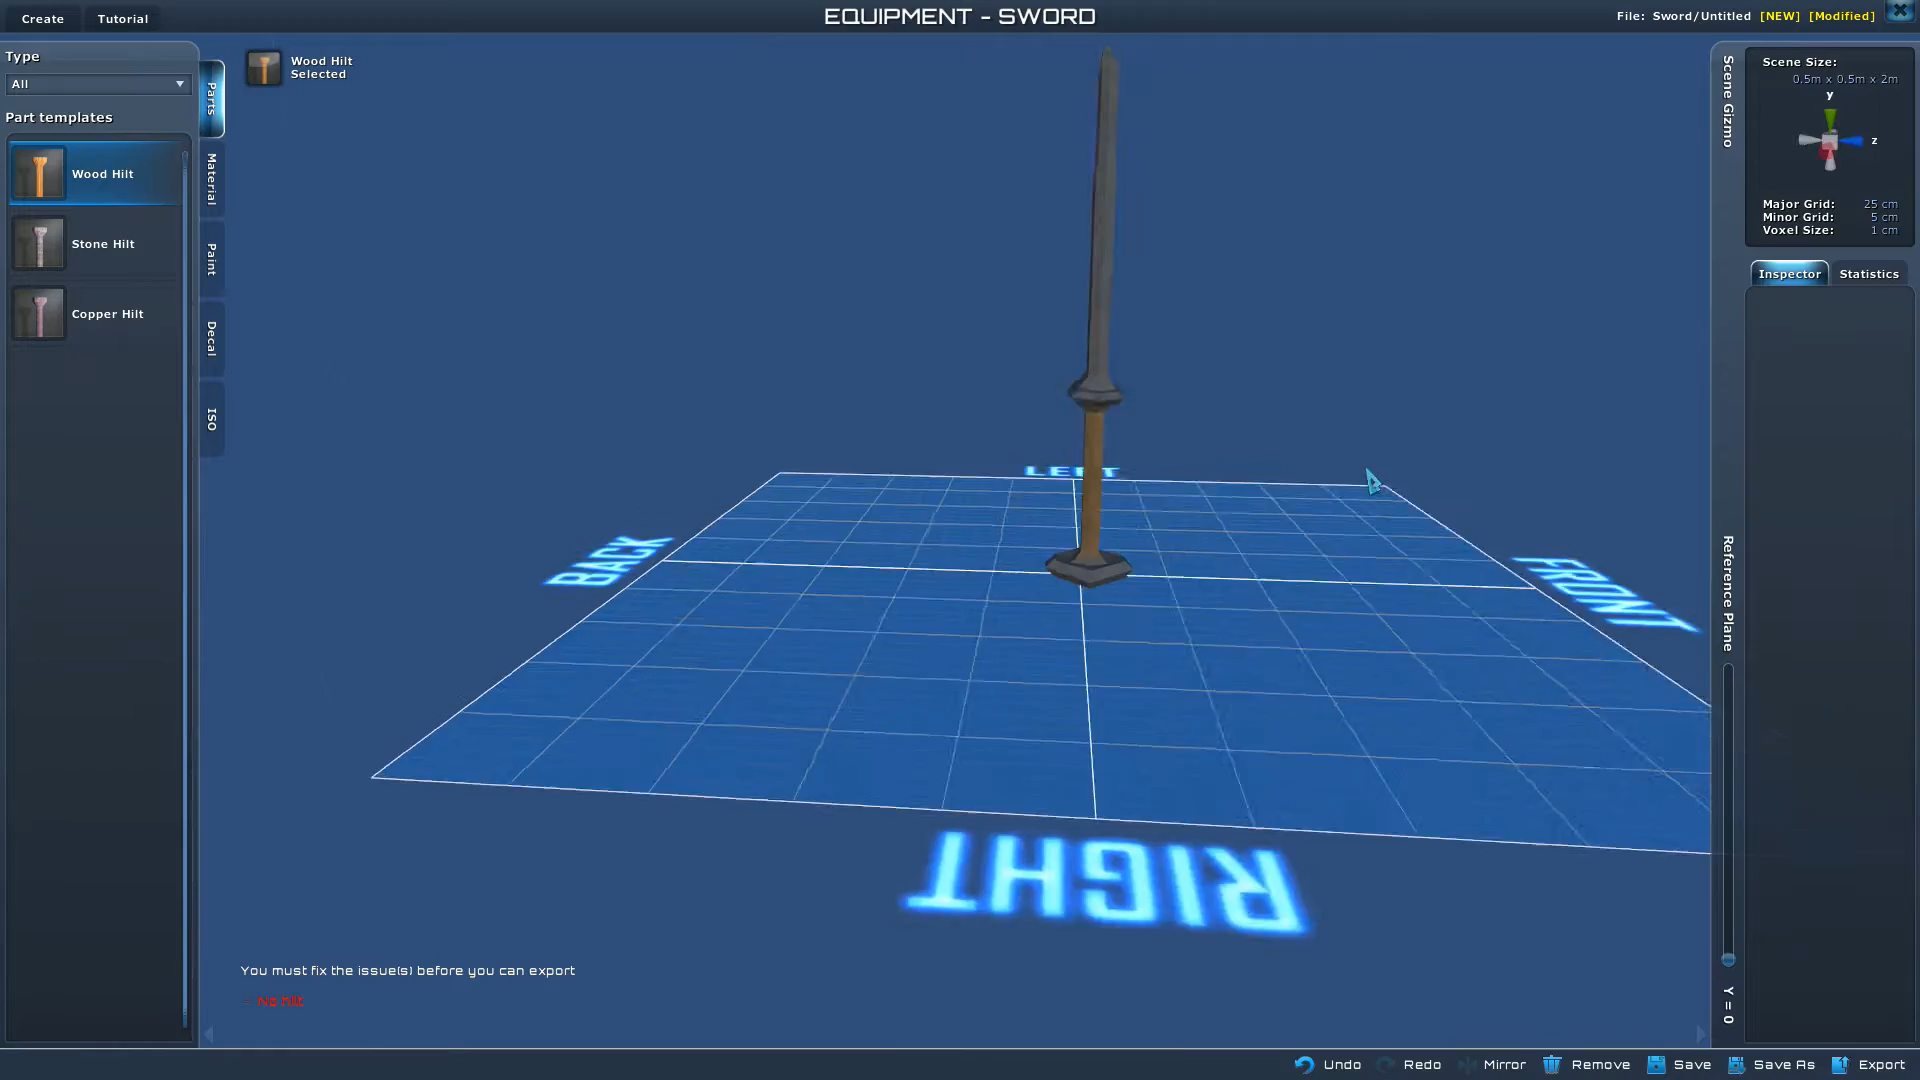 Create
Tutorial
EQUIPMENT - SWORD
File: Sword/Untitled [NEW] [Modified]
Type
All
Part templates
Wood Hilt
Stone Hilt
Copper Hilt
Parts
Material
Paint
Decal
ISO
Wood Hilt
Selected
LEFT
BACK
FRONT
RIGHT
You must fix the issue(s) before you can export
- No hilt
Scene Gizmo
Reference Plane
Y = 0
Scene Size:
0.5m x 0.5m x 2m
y
z
Major Grid: 25 cm
Minor Grid: 5 cm
Voxel Size: 1 cm
Inspector
Statistics
Undo
Redo
Mirror
Remove
Save
Save As
Export